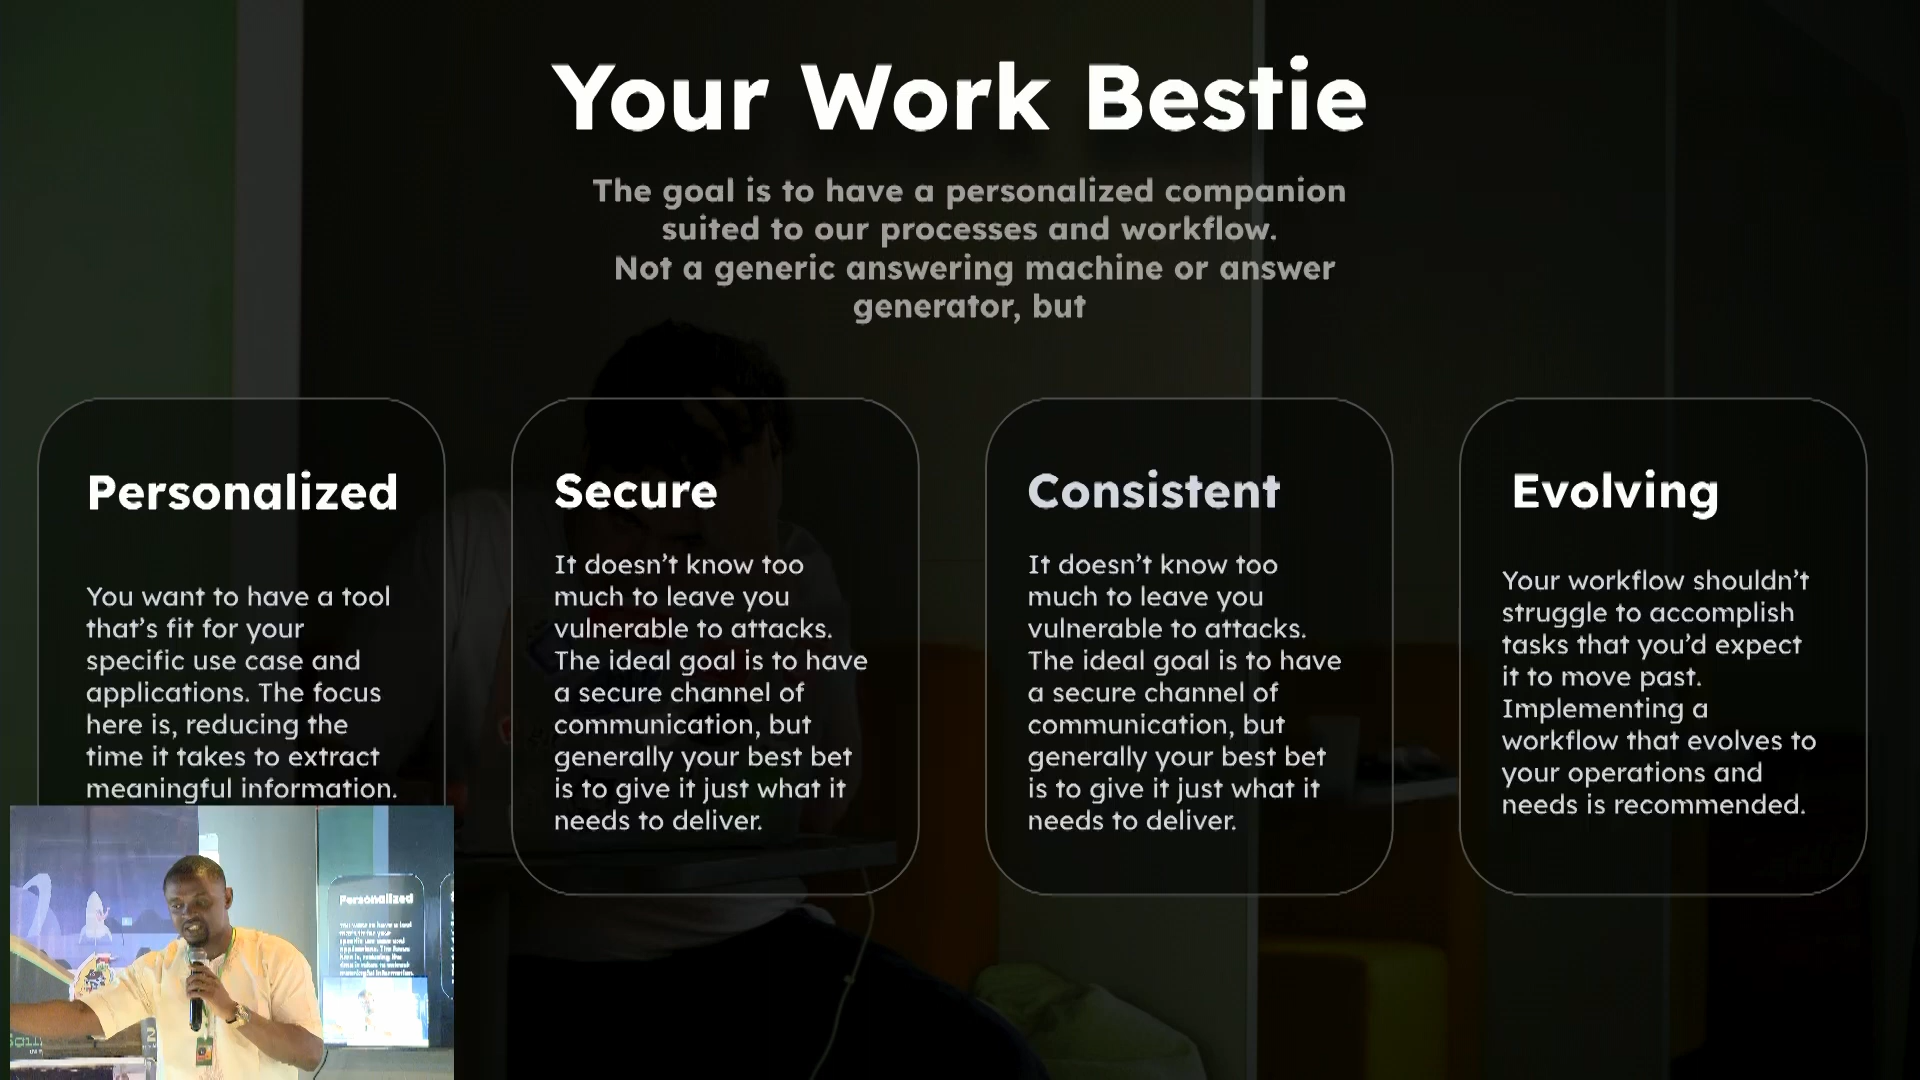 Your Work Bestie
The goal is to have a personalized companion
suited to our processes and workflow.
Not a generic answering machine or answer
generator, but
Personalized
You want to have a tool
that's fit for your
specific use case and
applications. The focus
here is, reducing the
time it takes to extract
meaningful information.
Secure
It doesn't know too
much to leave you
vulnerable to attacks.
The ideal goal is to have
a secure channel of
communication, but
generally your best bet
is to give it just what it
needs to deliver.
Consistent
It doesn't know too
much to leave you
vulnerable to attacks.
The ideal goal is to have
a secure channel of
communication, but
generally your best bet
is to give it just what it
needs to deliver.
Evolving
Your workflow shouldn't
struggle to accomplish
tasks that you'd expect
it to move past.
Implementing a
workflow that evolves to
your operations and
needs is recommended.
Personalized